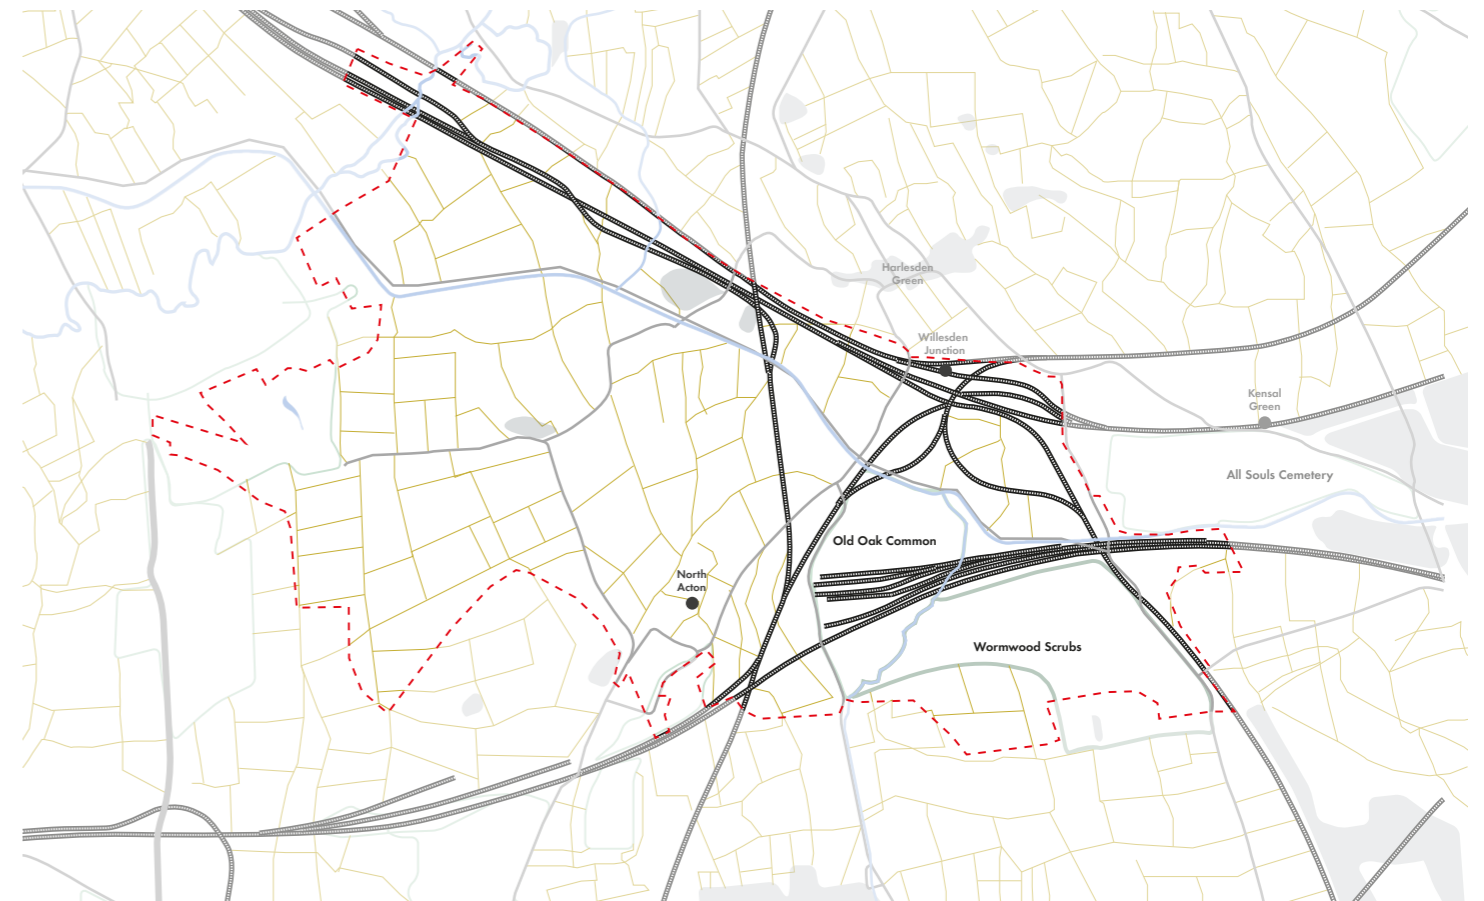 Harlesden
Green
Willesden
Junction
Kensal
Green
All Souls Cemetery
Old Oak Common
North
Acton
Wormwood Scrubs